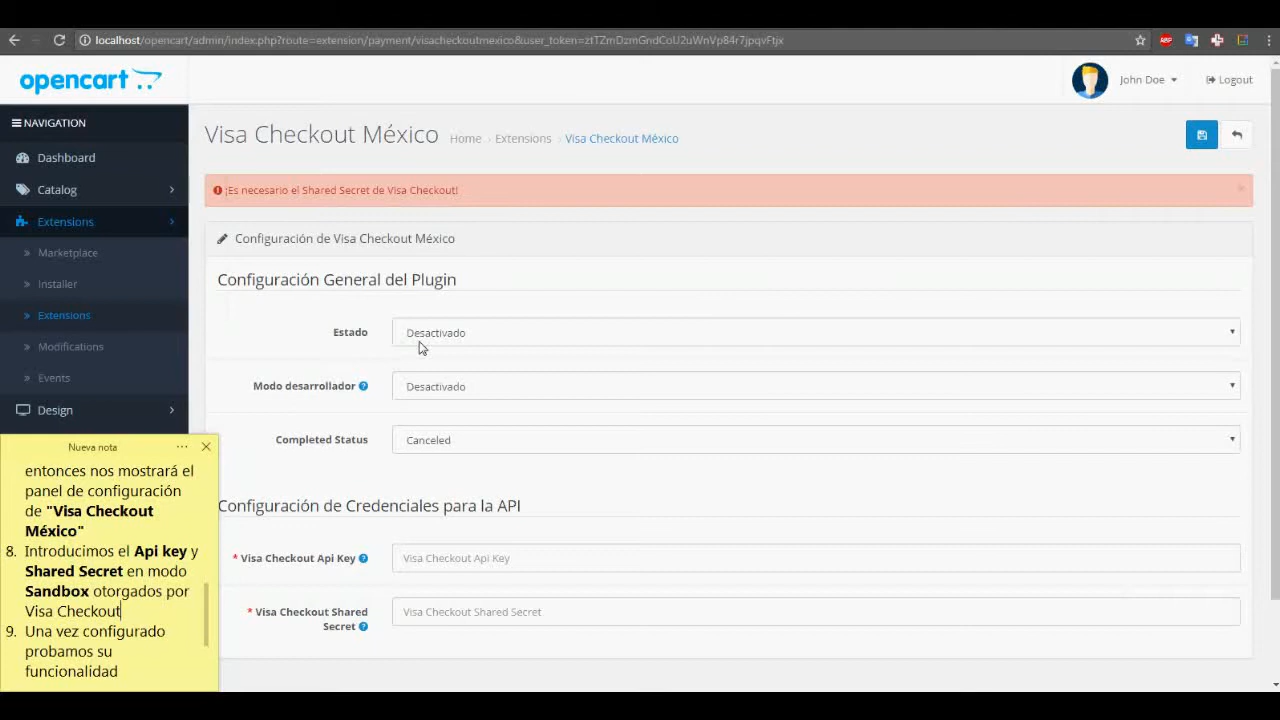 localhost/opencart/admin/index.php?route=extension/payment/visacheckoutmexico&user_token=ztTZmDzmGndCoU2uWnVp84r7jpqvFtjx
ABP
opencart
John Doe
Logout
NAVIGATION
Visa Checkout México
Home
Extensions
Visa Checkout México
Dashboard
Catalog
Extensions
Marketplace
Installer
Extensions
Modifications
Events
Design
¡Es necesario el Shared Secret de Visa Checkout!
Configuración de Visa Checkout México
Configuración General del Plugin
Estado
Desactivado
Modo desarrollador
Desactivado
Completed Status
Canceled
Configuración de Credenciales para la API
* Visa Checkout Api Key
Visa Checkout Api Key
* Visa Checkout Shared
Secret
Visa Checkout Shared Secret
Nueva nota
entonces nos mostrará el
panel de configuración
de "Visa Checkout
México"
8. Introducimos el Api key y
Shared Secret en modo
Sandbox otorgados por
Visa Checkout
9. Una vez configurado
probamos su
funcionalidad